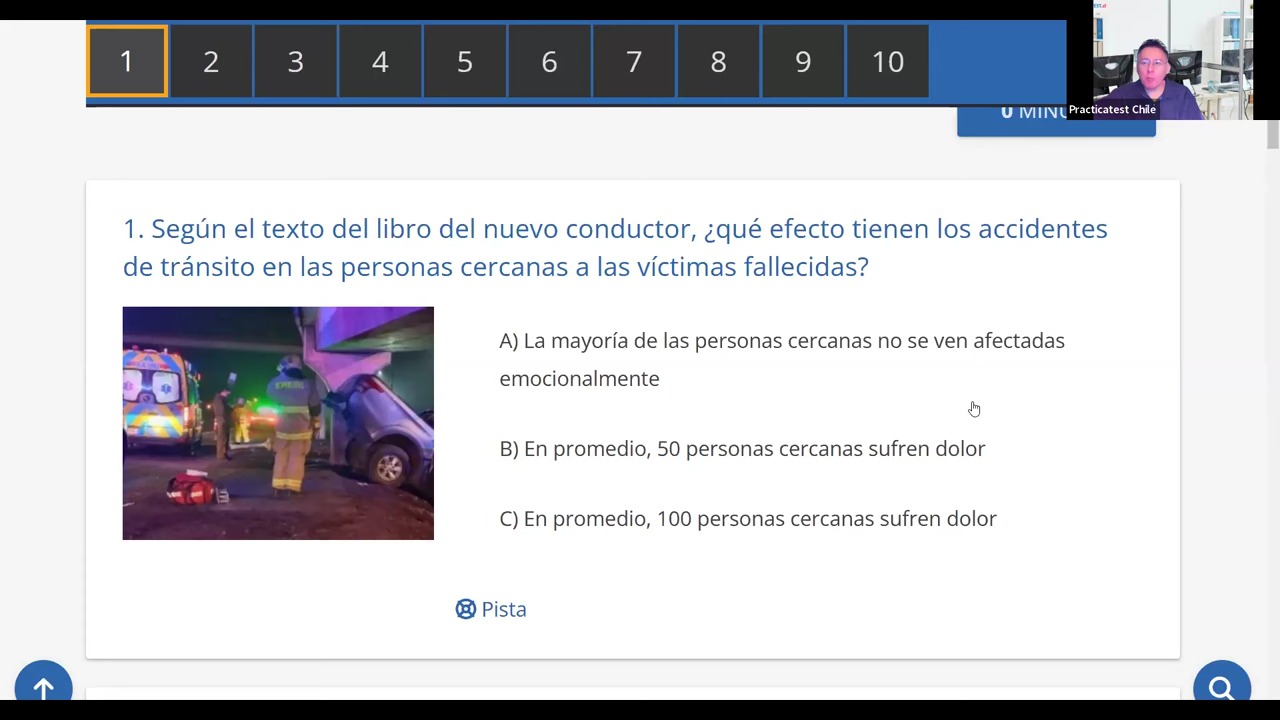 1 2 3 4 5 6 7 8 9 10
Practicatest Chile
1. Según el texto del libro del nuevo conductor, ¿qué efecto tienen los accidentes
de tránsito en las personas cercanas a las víctimas fallecidas?
A) La mayoría de las personas cercanas no se ven afectadas
emocionalmente
B) En promedio, 50 personas cercanas sufren dolor
C) En promedio, 100 personas cercanas sufren dolor
Pista